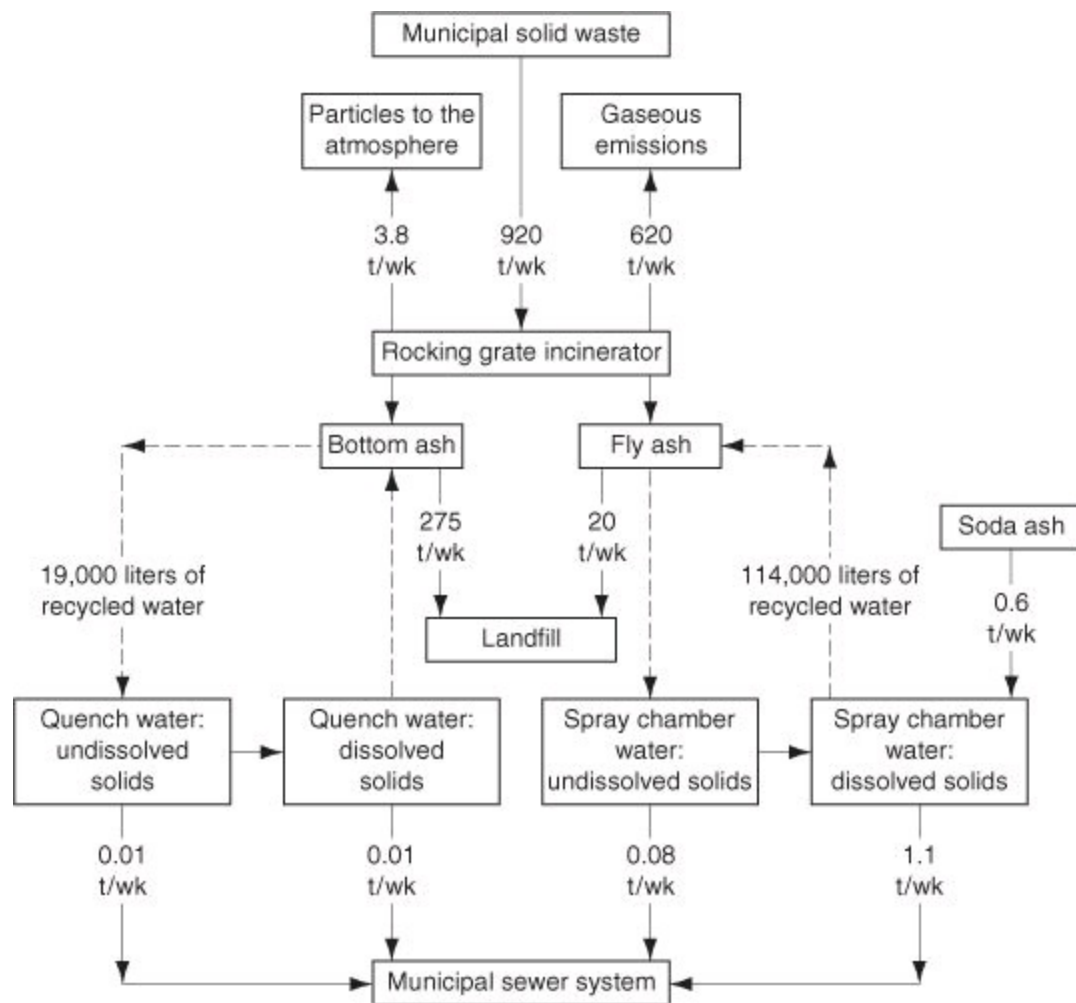 Municipal solid waste
Particles to the
atmosphere
Gaseous
emissions
3.8
t/wk
920
t/wk
620
t/wk
Rocking grate incinerator
Bottom ash
Fly ash
275
t/wk
20
t/wk
Soda ash
19,000 liters of
recycled water
114,000 liters of
recycled water
0.6
t/wk
Landfill
Quench water:
undissolved
solids
Quench water:
dissolved
solids
Spray chamber
water:
undissolved solids
Spray chamber
water:
dissolved solids
0.01
t/wk
0.01
t/wk
0.08
t/wk
1.1
t/wk
Municipal sewer system